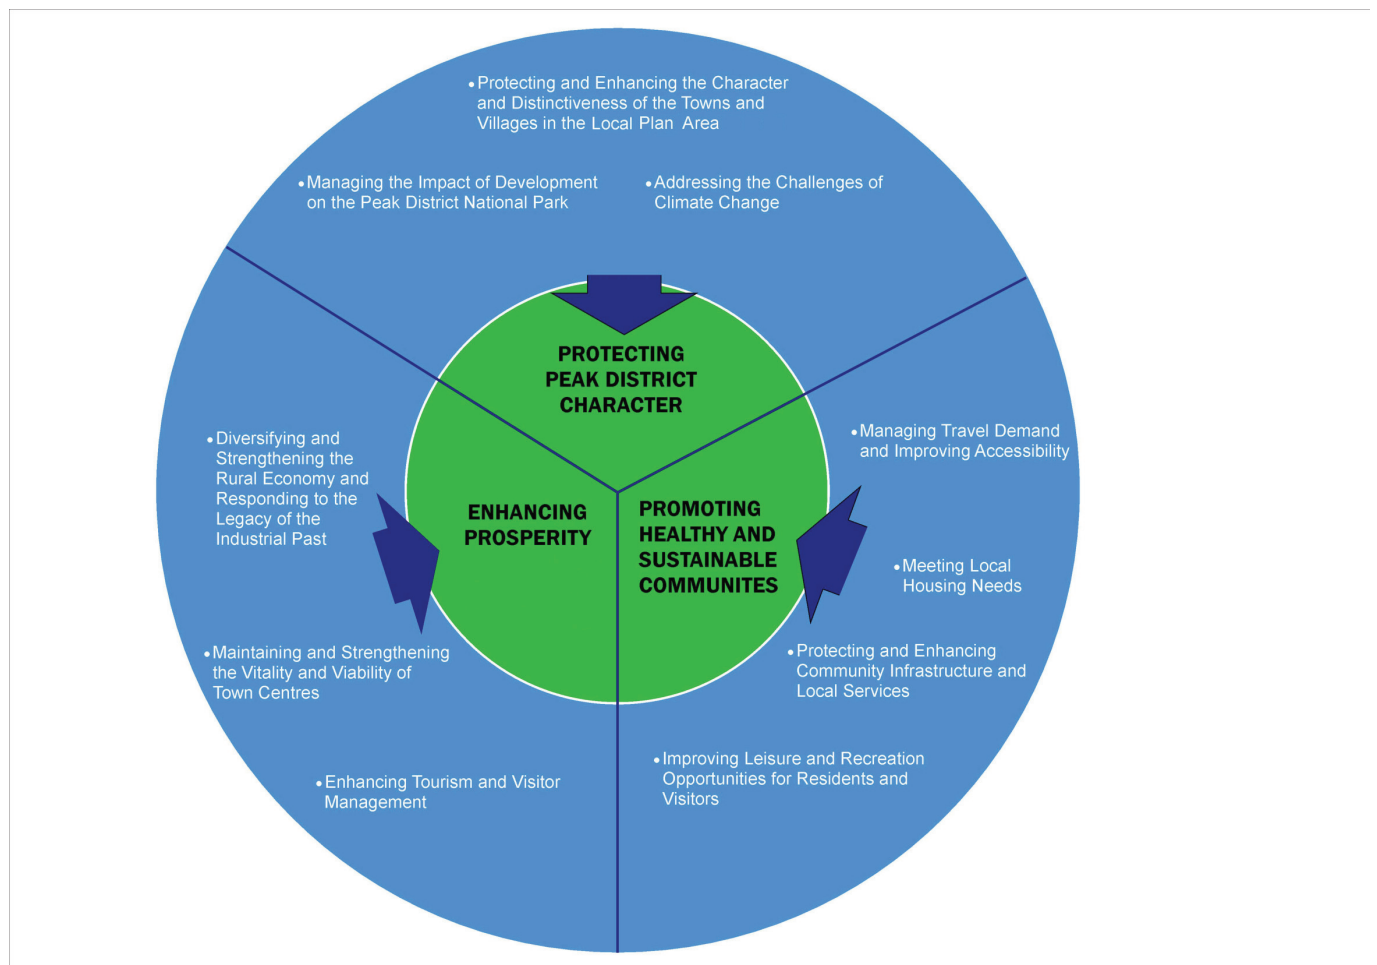 •Protecting and Enhancing the Character
and Distinctiveness of the Towns and
Villages in the Local Plan Area
•Managing the Impact of Development
on the Peak District National Park
•Addressing the Challenges of
Climate Change
PROTECTING
PEAK DISTRICT
CHARACTER
•Diversifying and
Strengthening the
Rural Economy and
Responding to the
Legacy of the
Industrial Past
•Maintaining and Strengthening
the Vitality and Viability of
Town Centres
•Enhancing Tourism and Visitor
Management
ENHANCING
PROSPERITY
PROMOTING
HEALTHY AND
SUSTAINABLE
COMMUNITES
•Managing Travel Demand
and Improving Accessibility
•Meeting Local
Housing Needs
•Protecting and Enhancing
Community Infrastructure and
Local Services
•Improving Leisure and Recreation
Opportunities for Residents and
Visitors